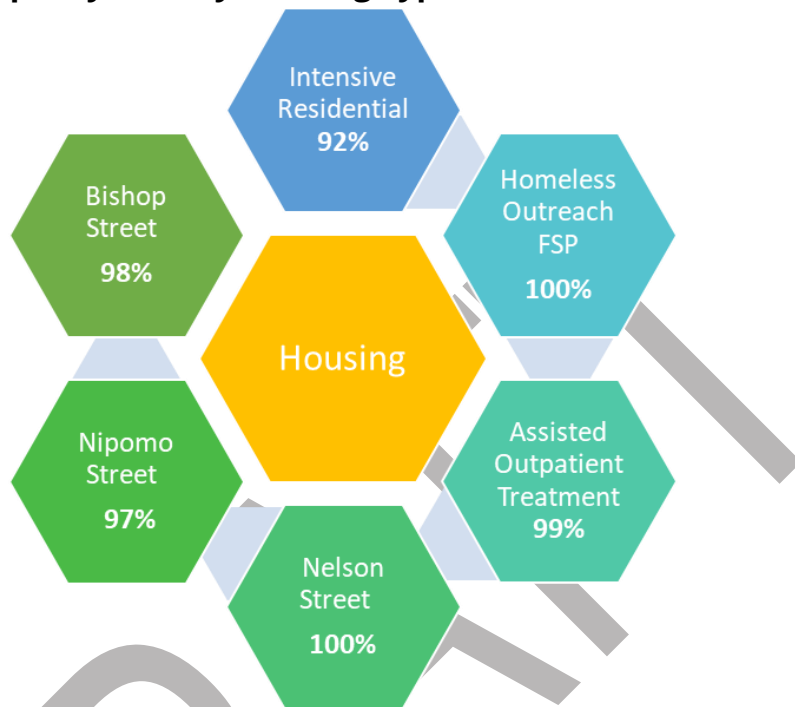 Intensive
Residential
92%
Homeless
Outreach
FSP
100%
Assisted
Outpatient
Treatment
99%
Nelson
Street
100%
Nipomo
Street
97%
Bishop
Street
98%
Housing